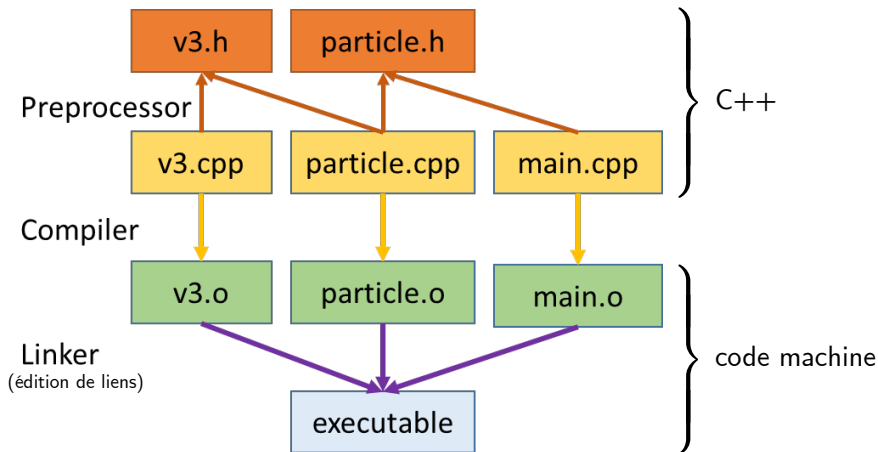 v3.h
particle.h
Preprocessor
C++
v3.cpp
particle.cpp
main.cpp
Compiler
v3.o
particle.o
main.o
Linker
(édition de liens)
code machine
executable